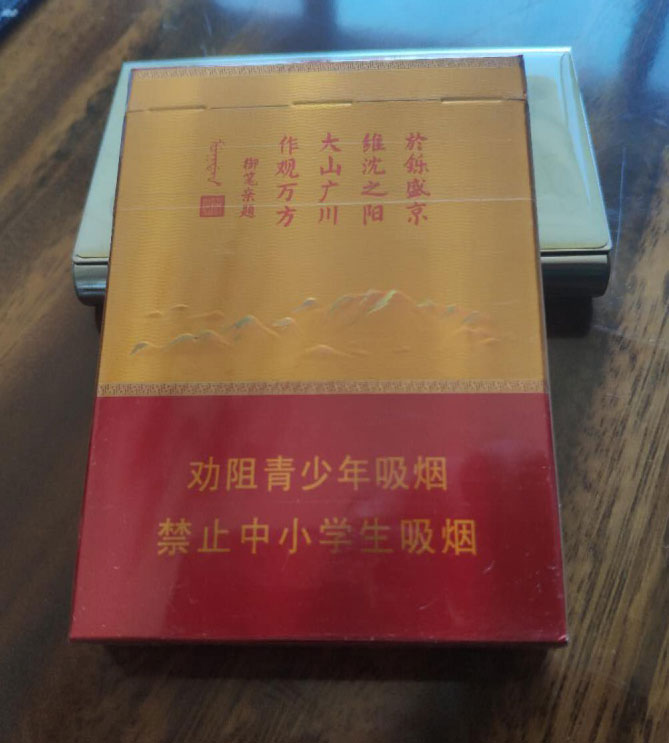 於鑠盛京
维沈之阳
大山广川
作观万方
御笔亲题
劝阻青少年吸烟
禁止中小学生吸烟